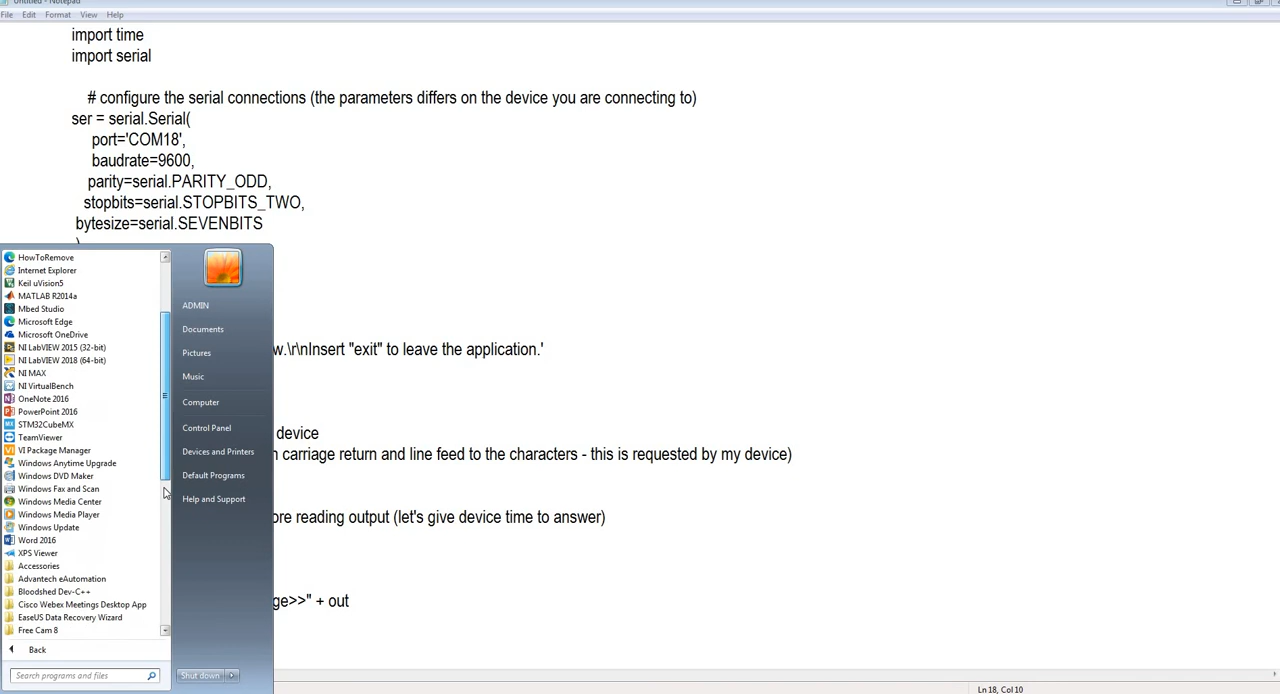 Untitled - Notepad
File Edit Format View Help
import time
import serial
# configure the serial connections (the parameters differs on the device you are connecting to)
ser = serial.Serial(
port='COM18',
baudrate=9600,
parity=serial.PARITY_ODD,
stopbits=serial.STOPBITS_TWO,
bytesize=serial.SEVENBITS
)
w.\r\nInsert "exit" to leave the application.'
device
carriage return and line feed to the characters - this is requested by my device)
ore reading output (let's give device time to answer)
ge>>" + out
HowToRemove
Internet Explorer
Keil uVision5
MATLAB R2014a
Mbed Studio
Microsoft Edge
Microsoft OneDrive
NI LabVIEW 2015 (32-bit)
NI LabVIEW 2018 (64-bit)
NI MAX
NI VirtualBench
OneNote 2016
PowerPoint 2016
STM32CubeMX
TeamViewer
VI Package Manager
Windows Anytime Upgrade
Windows DVD Maker
Windows Fax and Scan
Windows Media Center
Windows Media Player
Windows Update
Word 2016
XPS Viewer
Accessories
Advantech eAutomation
Bloodshed Dev-C++
Cisco Webex Meetings Desktop App
EaseUS Data Recovery Wizard
Free Cam 8
Back
Search programs and files
ADMIN
Documents
Pictures
Music
Computer
Control Panel
Devices and Printers
Default Programs
Help and Support
Shut down
Ln 18, Col 10